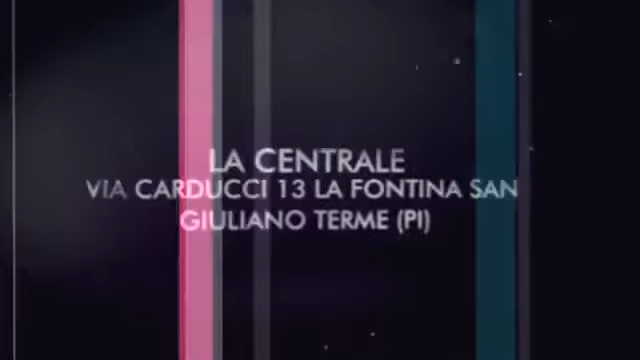 LA CENTRALE
VIA CARDUCCI 13 LA FONTINA SAN
GIULIANO TERME (PI)